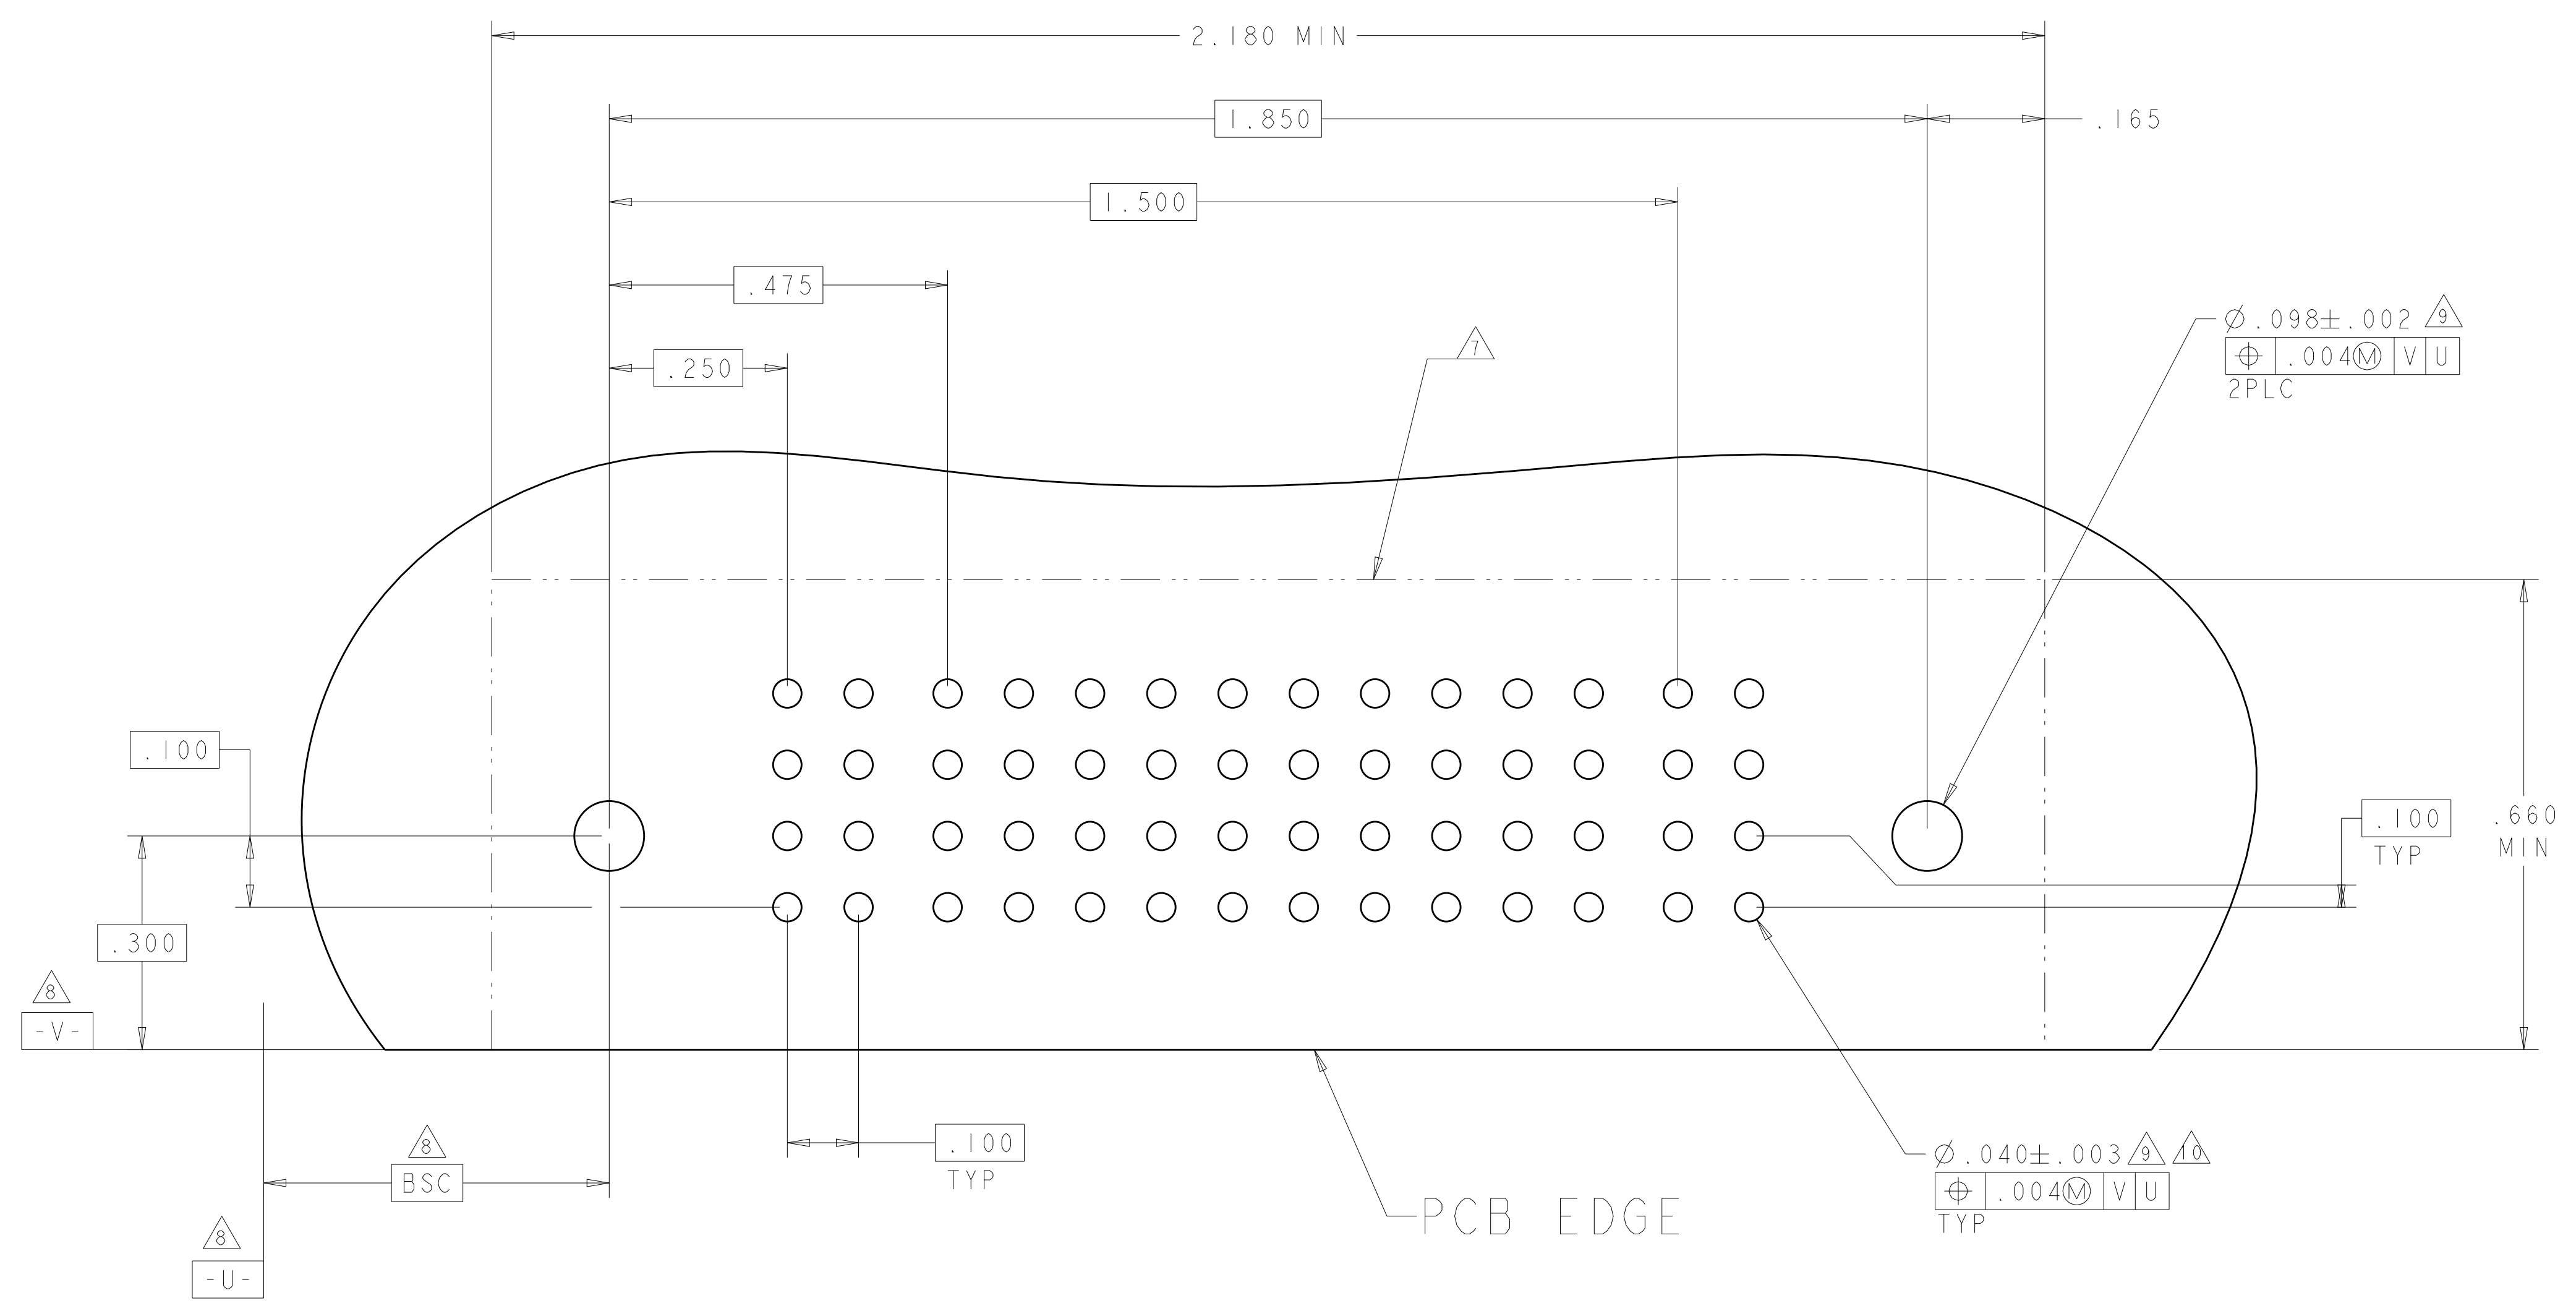 2.180 MIN
1.850
.165
1.500
.475
.250
7
Ø.098±.002 9
⌖ .004Ⓜ V U
2PLC
.100
.100
TYP
.660
MIN
.300
8
-V-
8
BSC
.100
TYP
Ø.040±.003 9 10
⌖ .004Ⓜ V U
TYP
PCB EDGE
8
-U-